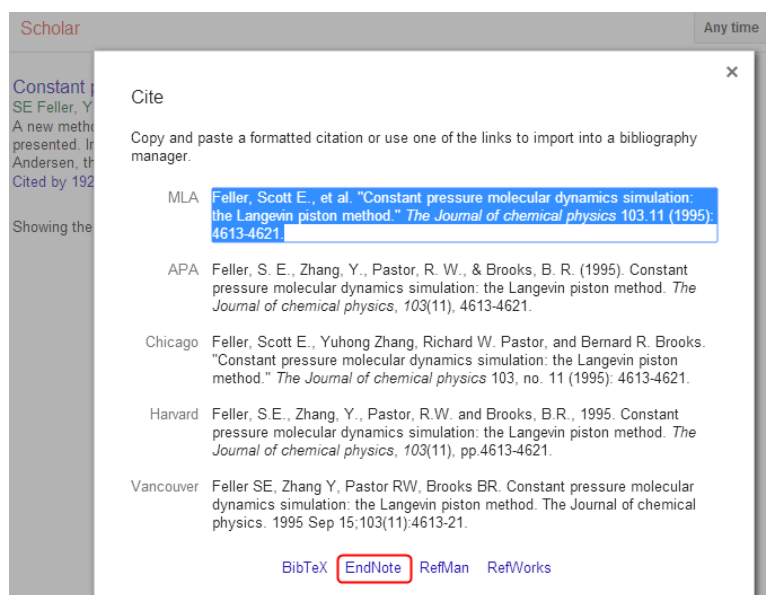 Scholar
Any time
Constant p
SE Feller, Y
A new metho
presented. In
Andersen, th
Cited by 192
Showing the
×
Cite
Copy and paste a formatted citation or use one of the links to import into a bibliography
manager.
MLA Feller, Scott E., et al. "Constant pressure molecular dynamics simulation:
the Langevin piston method." The Journal of chemical physics 103.11 (1995):
4613-4621.
APA Feller, S. E., Zhang, Y., Pastor, R. W., & Brooks, B. R. (1995). Constant
pressure molecular dynamics simulation: the Langevin piston method. The
Journal of chemical physics, 103(11), 4613-4621.
Chicago Feller, Scott E., Yuhong Zhang, Richard W. Pastor, and Bernard R. Brooks.
"Constant pressure molecular dynamics simulation: the Langevin piston
method." The Journal of chemical physics 103, no. 11 (1995): 4613-4621.
Harvard Feller, S.E., Zhang, Y., Pastor, R.W. and Brooks, B.R., 1995. Constant
pressure molecular dynamics simulation: the Langevin piston method. The
Journal of chemical physics, 103(11), pp.4613-4621.
Vancouver Feller SE, Zhang Y, Pastor RW, Brooks BR. Constant pressure molecular
dynamics simulation: the Langevin piston method. The Journal of chemical
physics. 1995 Sep 15;103(11):4613-21.
BibTeX EndNote RefMan RefWorks